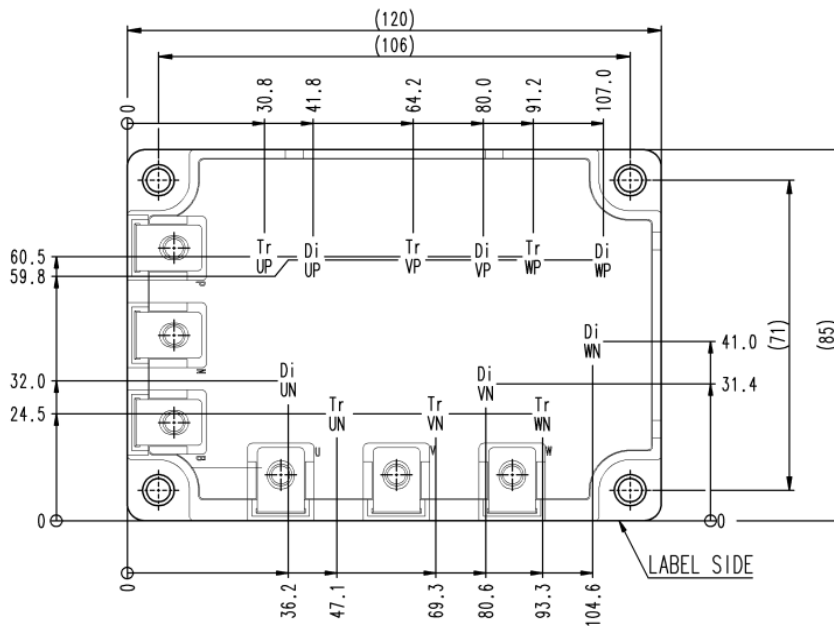 (120)
(106)
0
30.8
41.8
64.2
80.0
91.2
107.0
60.5
59.8
Tr UP
Di UP
Tr VP
Di VP
Tr WP
Di WP
P
N
B
(71)
(85)
41.0
31.4
Di WN
32.0
24.5
Di UN
Tr UN
Tr VN
Di VN
Tr WN
U
V
W
0
0
LABEL SIDE
0
36.2
47.1
69.3
80.6
93.3
104.6